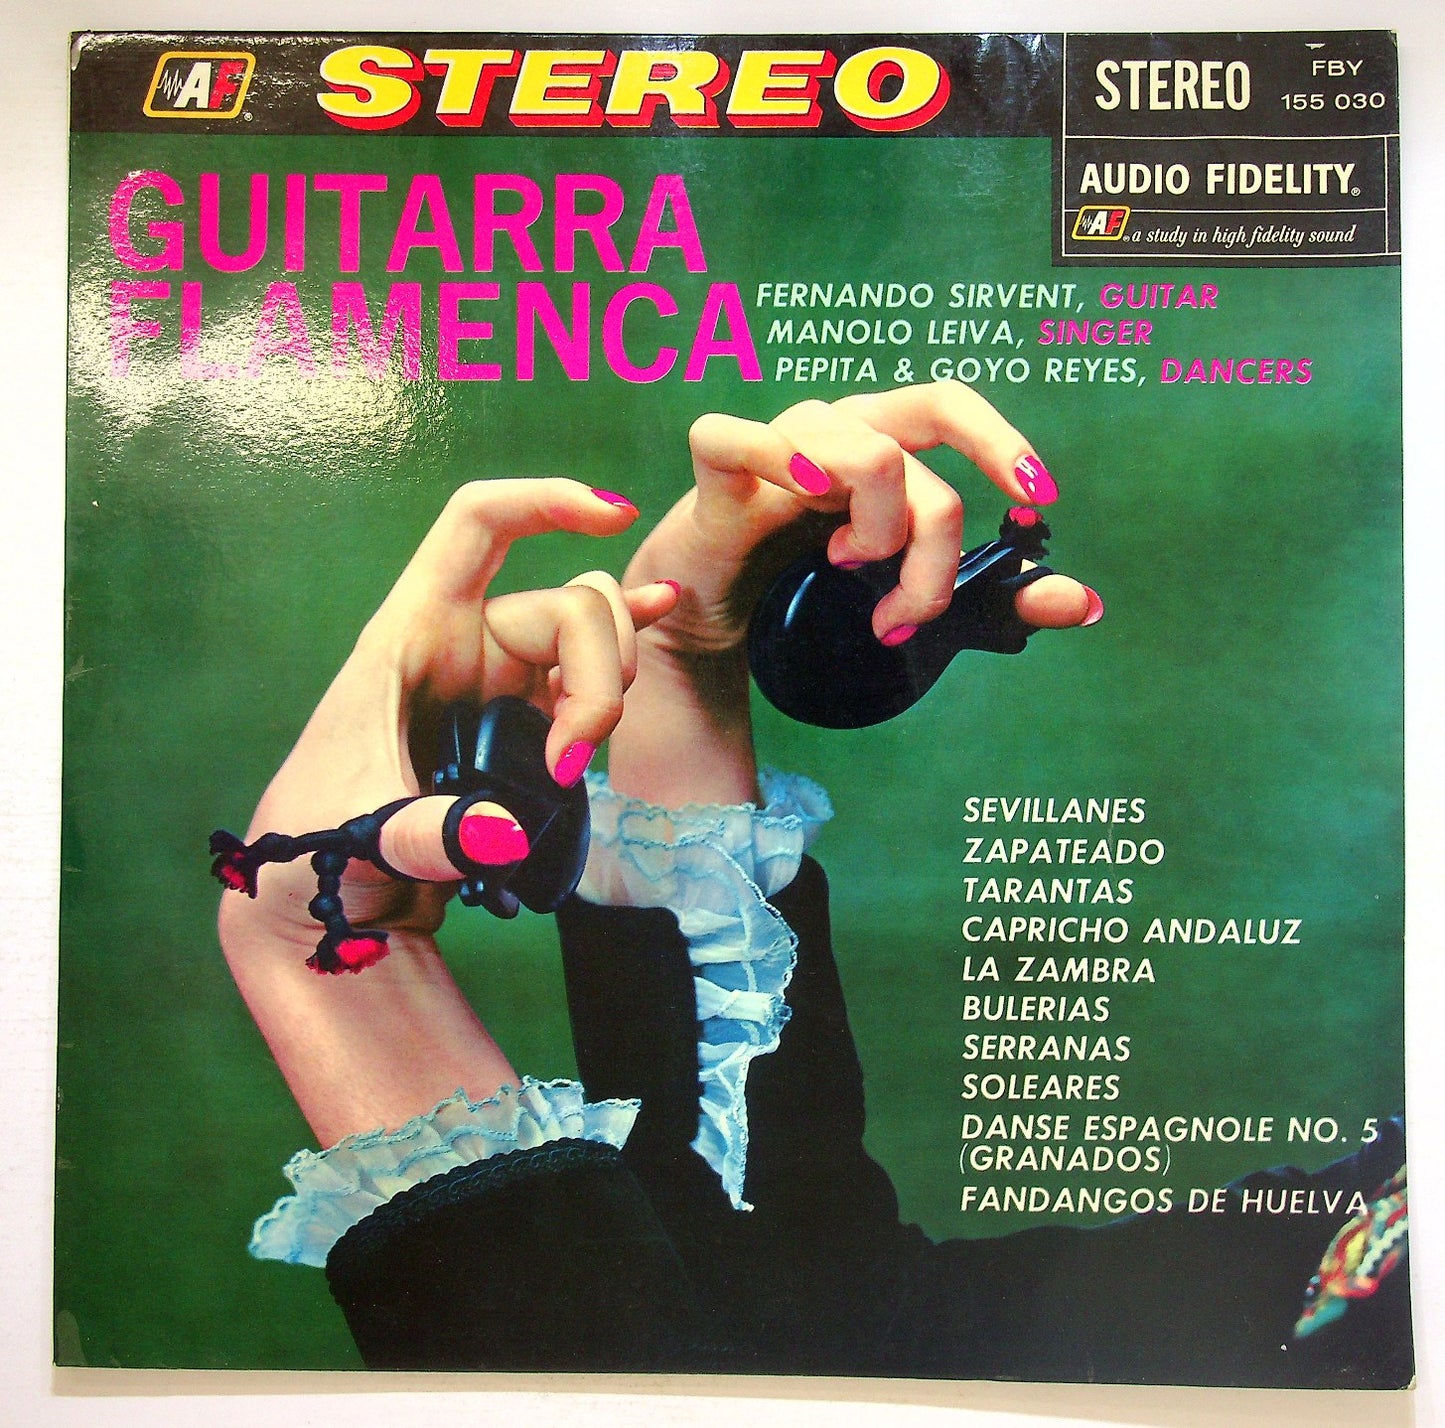 AF®
STEREO
STEREO
FBY
155 030
AUDIO FIDELITY®
AF® a study in high fidelity sound
GUITARRA
FLAMENCA
FERNANDO SIRVENT, GUITAR
MANOLO LEIVA, SINGER
PEPITA & GOYO REYES, DANCERS
SEVILLANES
ZAPATEADO
TARANTAS
CAPRICHO ANDALUZ
LA ZAMBRA
BULERIAS
SERRANAS
SOLEARES
DANSE ESPAGNOLE NO. 5
(GRANADOS)
FANDANGOS DE HUELVA